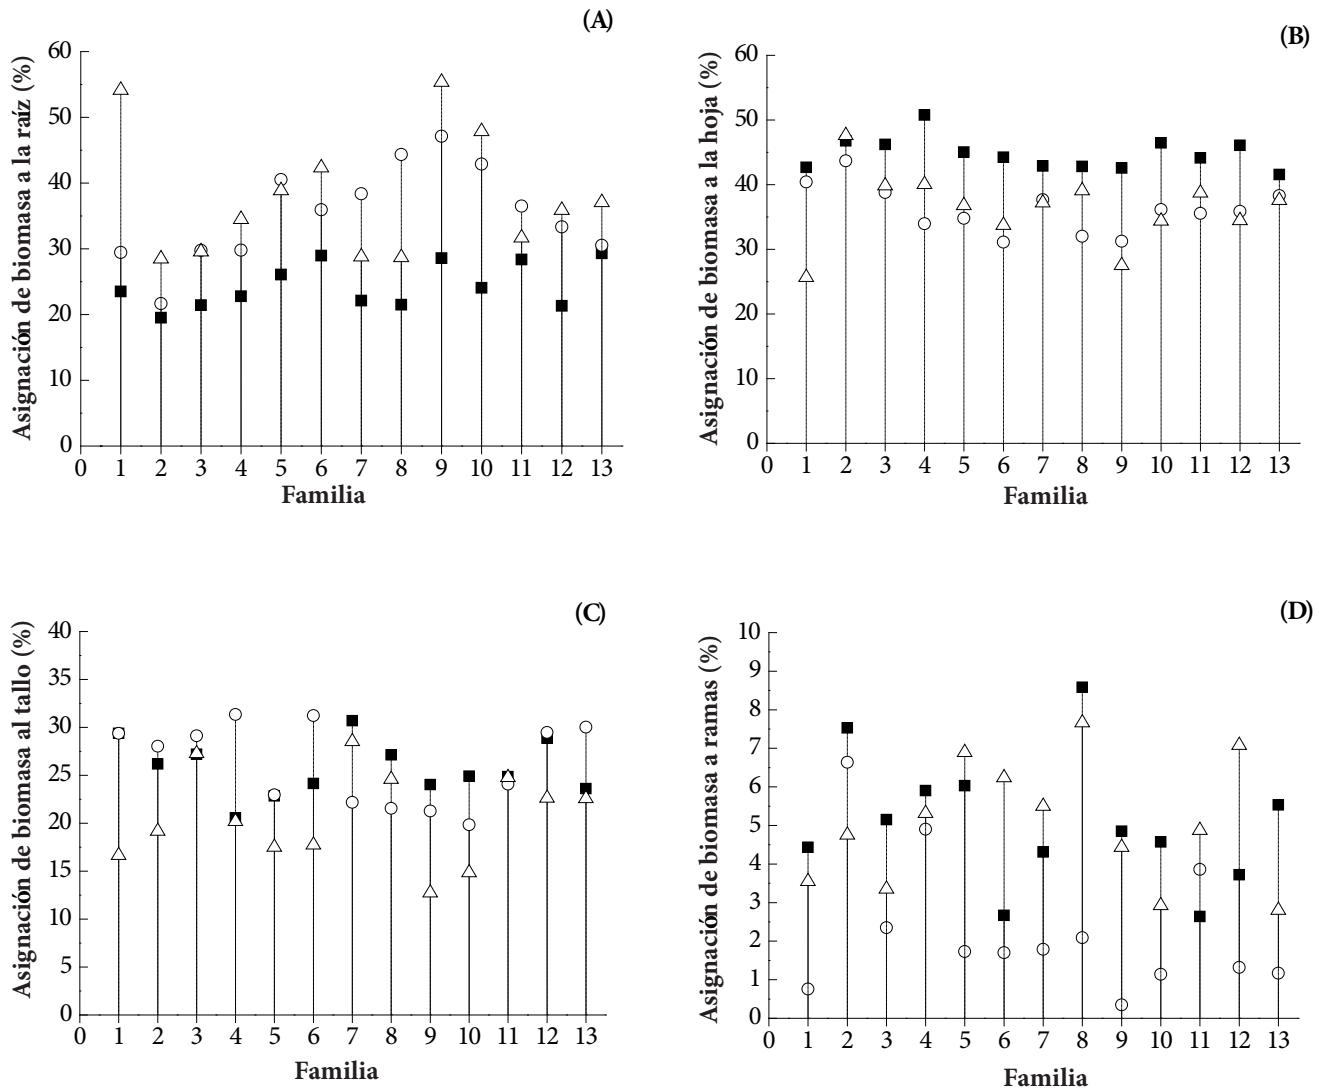 (A)
Asignación de biomasa a la raíz (%)
60
50
40
30
20
10
0
0 1 2 3 4 5 6 7 8 9 10 11 12 13
Familia
(B)
Asignación de biomasa a la hoja (%)
60
50
40
30
20
10
0
0 1 2 3 4 5 6 7 8 9 10 11 12 13
Familia
(C)
Asignación de biomasa al tallo (%)
40
35
30
25
20
15
10
5
0
0 1 2 3 4 5 6 7 8 9 10 11 12 13
Familia
(D)
Asignación de biomasa a ramas (%)
10
9
8
7
6
5
4
3
2
1
0
0 1 2 3 4 5 6 7 8 9 10 11 12 13
Familia